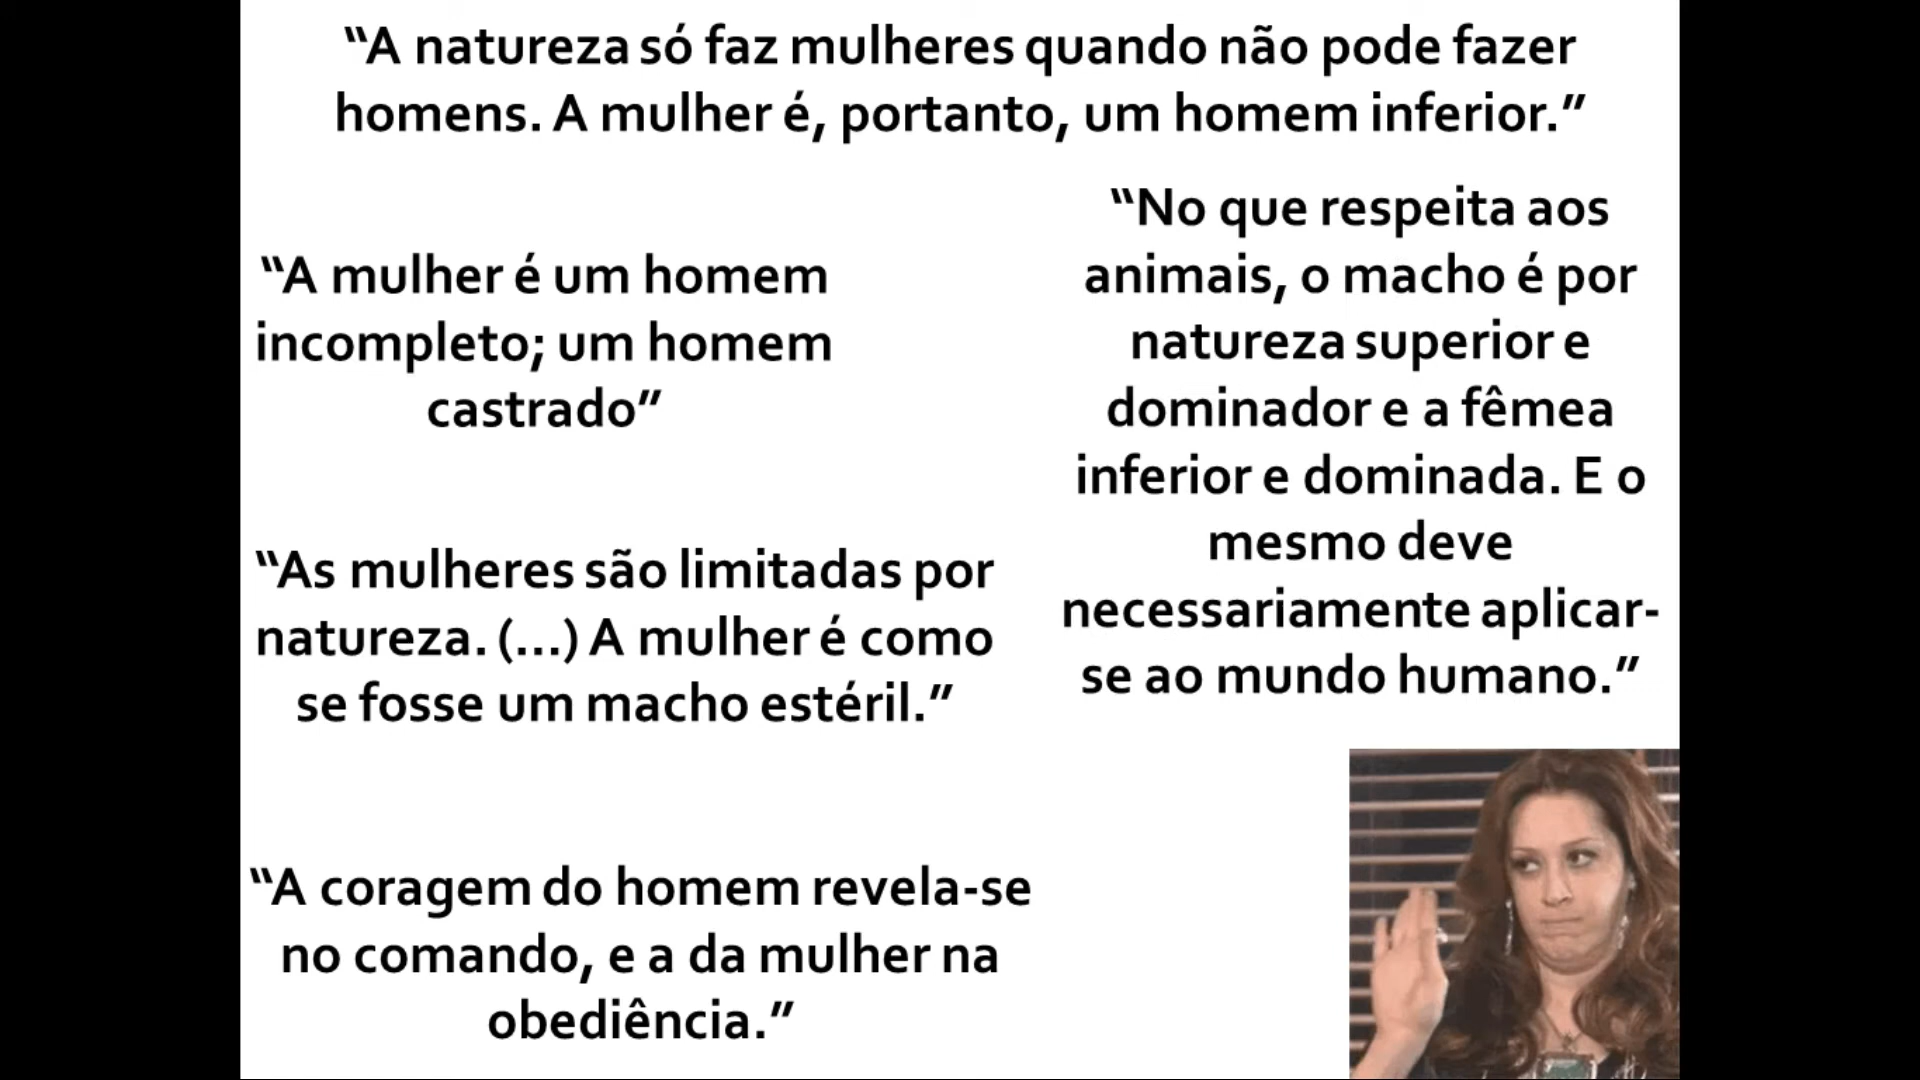 “A natureza só faz mulheres quando não pode fazer
homens. A mulher é, portanto, um homem inferior.”
“A mulher é um homem
incompleto; um homem
castrado”
“As mulheres são limitadas por
natureza. (...) A mulher é como
se fosse um macho estéril.”
“A coragem do homem revela-se
no comando, e a da mulher na
obediência.”
“No que respeita aos
animais, o macho é por
natureza superior e
dominador e a fêmea
inferior e dominada. E o
mesmo deve
necessariamente aplicar-
se ao mundo humano.”